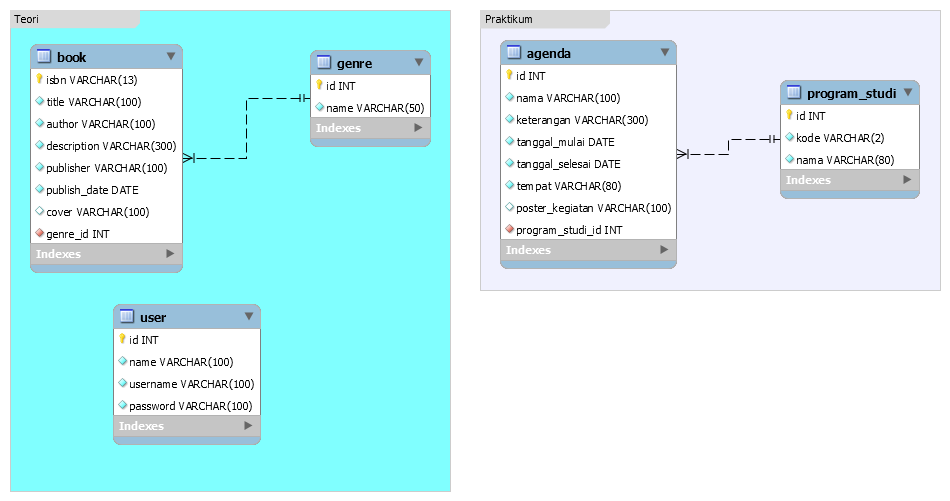 Teori
book
isbn VARCHAR(13)
title VARCHAR(100)
author VARCHAR(100)
description VARCHAR(300)
publisher VARCHAR(100)
publish_date DATE
cover VARCHAR(100)
genre_id INT
Indexes
genre
id INT
name VARCHAR(50)
Indexes
user
id INT
name VARCHAR(100)
username VARCHAR(100)
password VARCHAR(100)
Indexes
Praktikum
agenda
id INT
nama VARCHAR(100)
keterangan VARCHAR(300)
tanggal_mulai DATE
tanggal_selesai DATE
tempat VARCHAR(80)
poster_kegiatan VARCHAR(100)
program_studi_id INT
Indexes
program_studi
id INT
kode VARCHAR(2)
nama VARCHAR(80)
Indexes